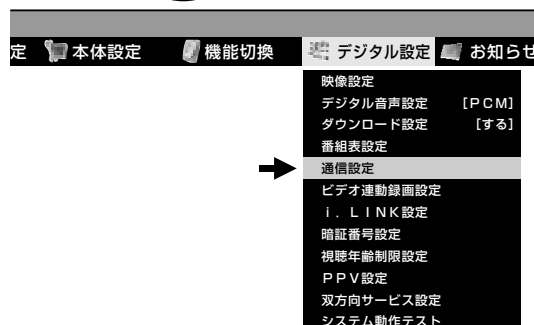 定 本体設定 機能切換 デジタル設定 お知らせ
映像設定
デジタル音声設定 [ＰＣＭ]
ダウンロード設定 [する]
番組表設定
通信設定
ビデオ連動録画設定
ｉ．ＬＩＮＫ設定
暗証番号設定
視聴年齢制限設定
ＰＰＶ設定
双方向サービス設定
システム動作テスト